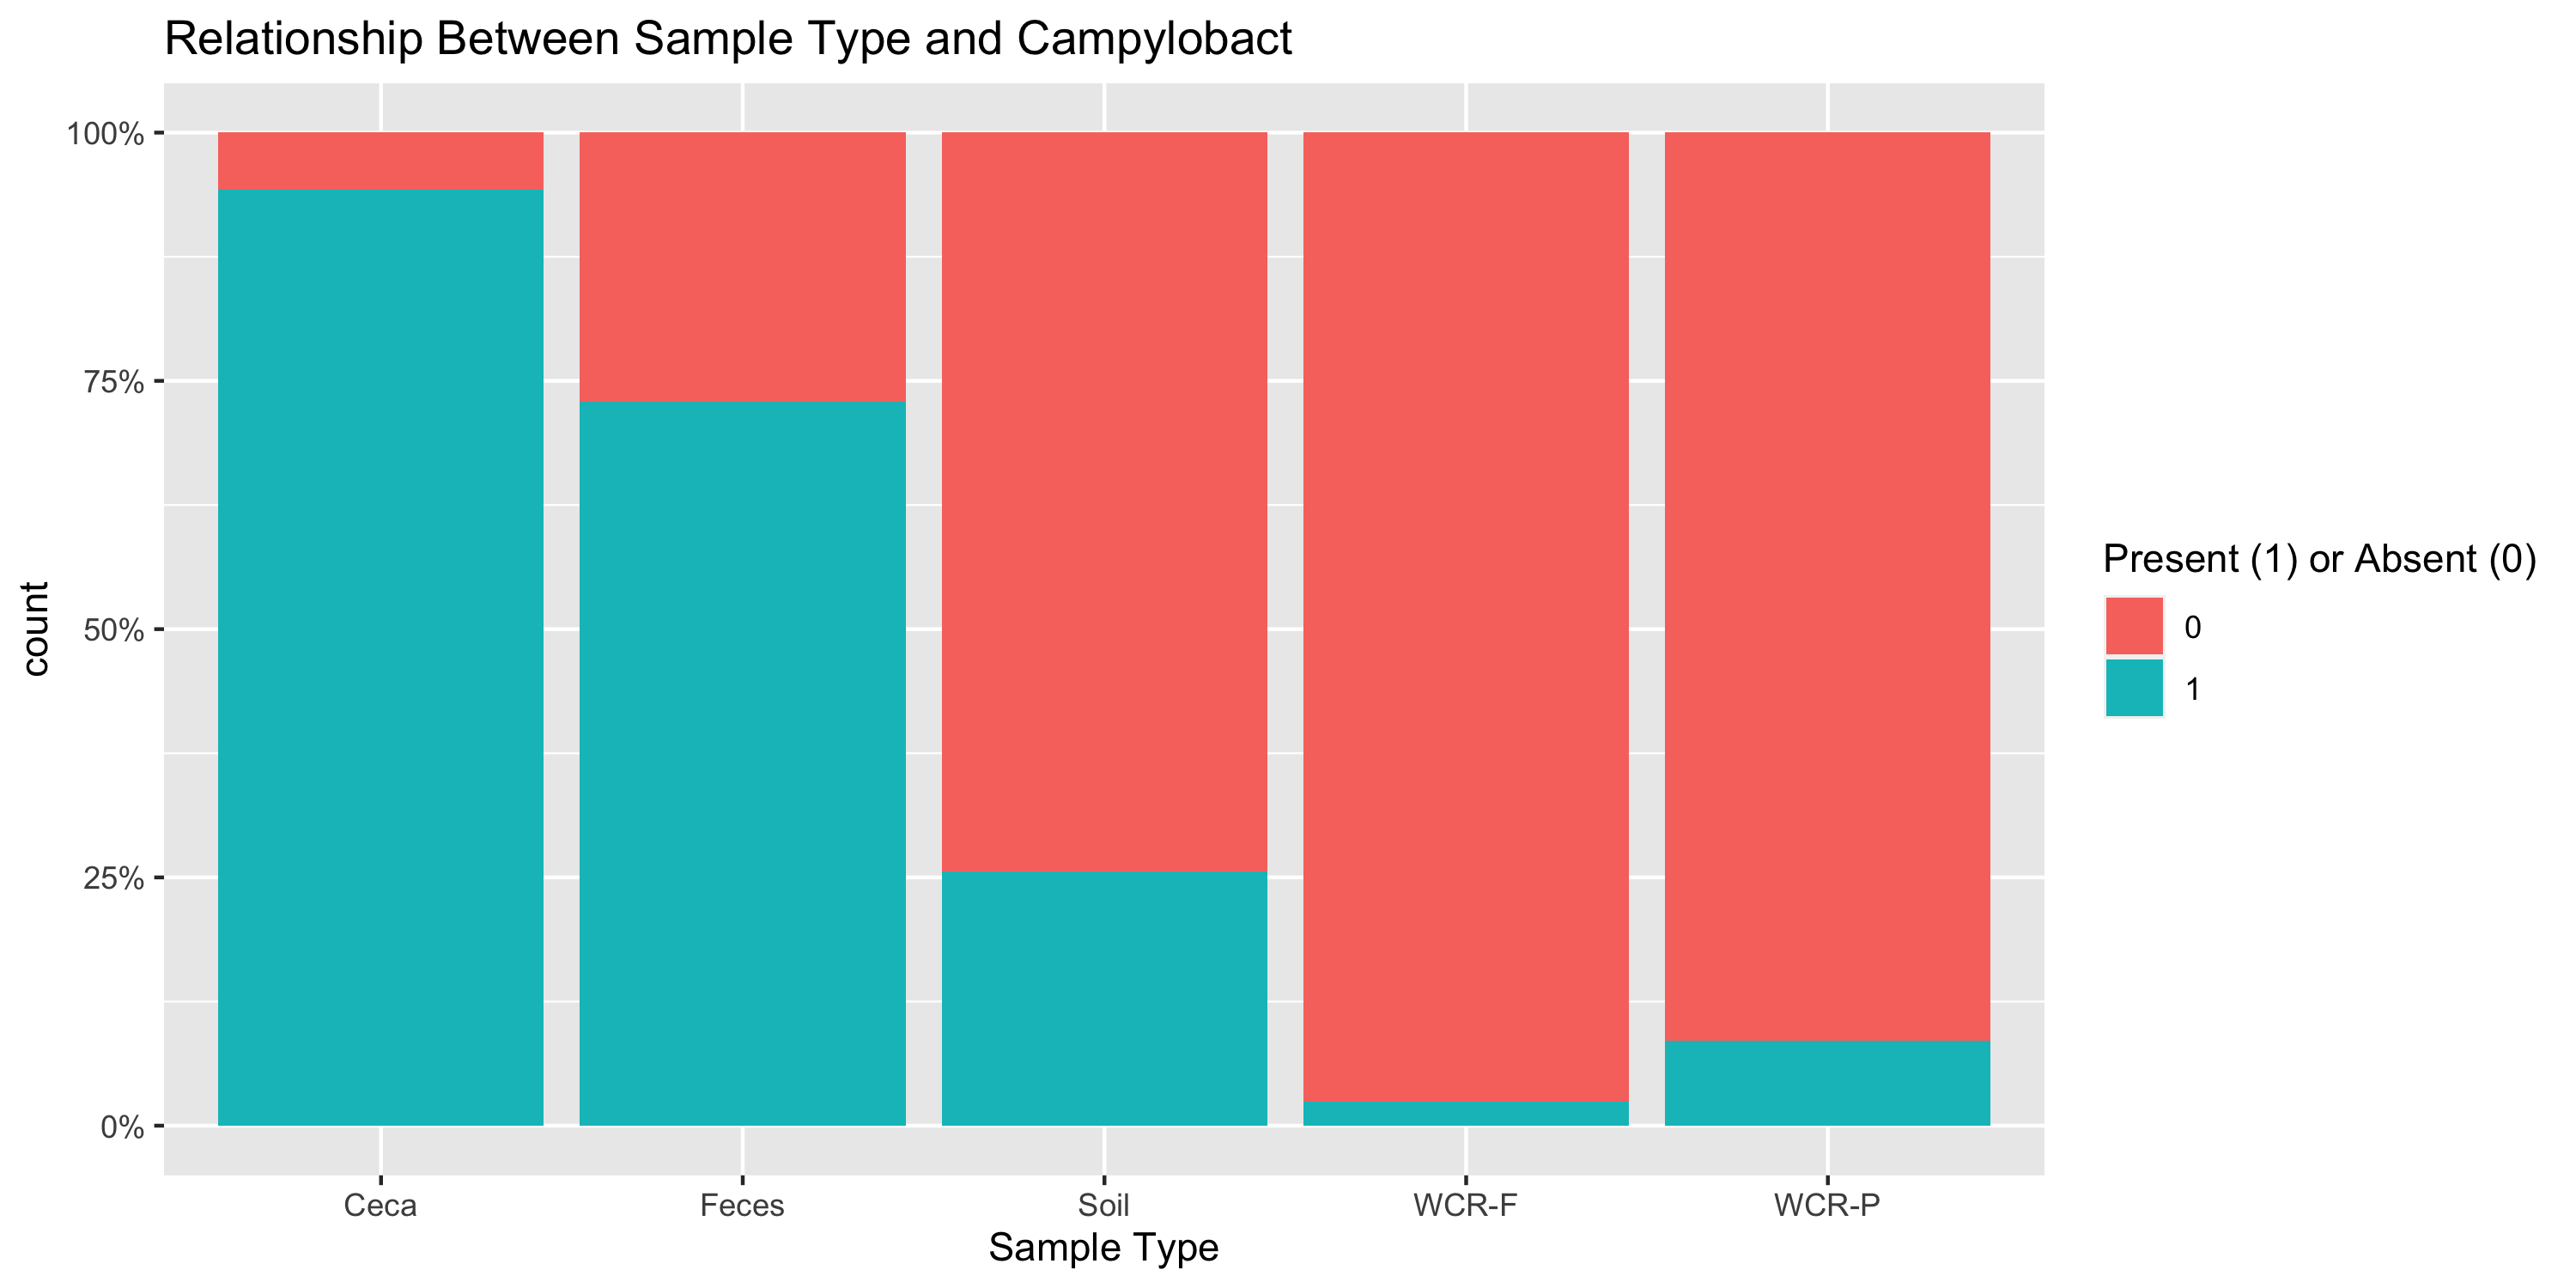 Relationship Between Sample Type and Campylobact
100%
75%
50%
25%
0%
count
Ceca
Feces
Soil
WCR-F
WCR-P
Sample Type
Present (1) or Absent (0)
0
1